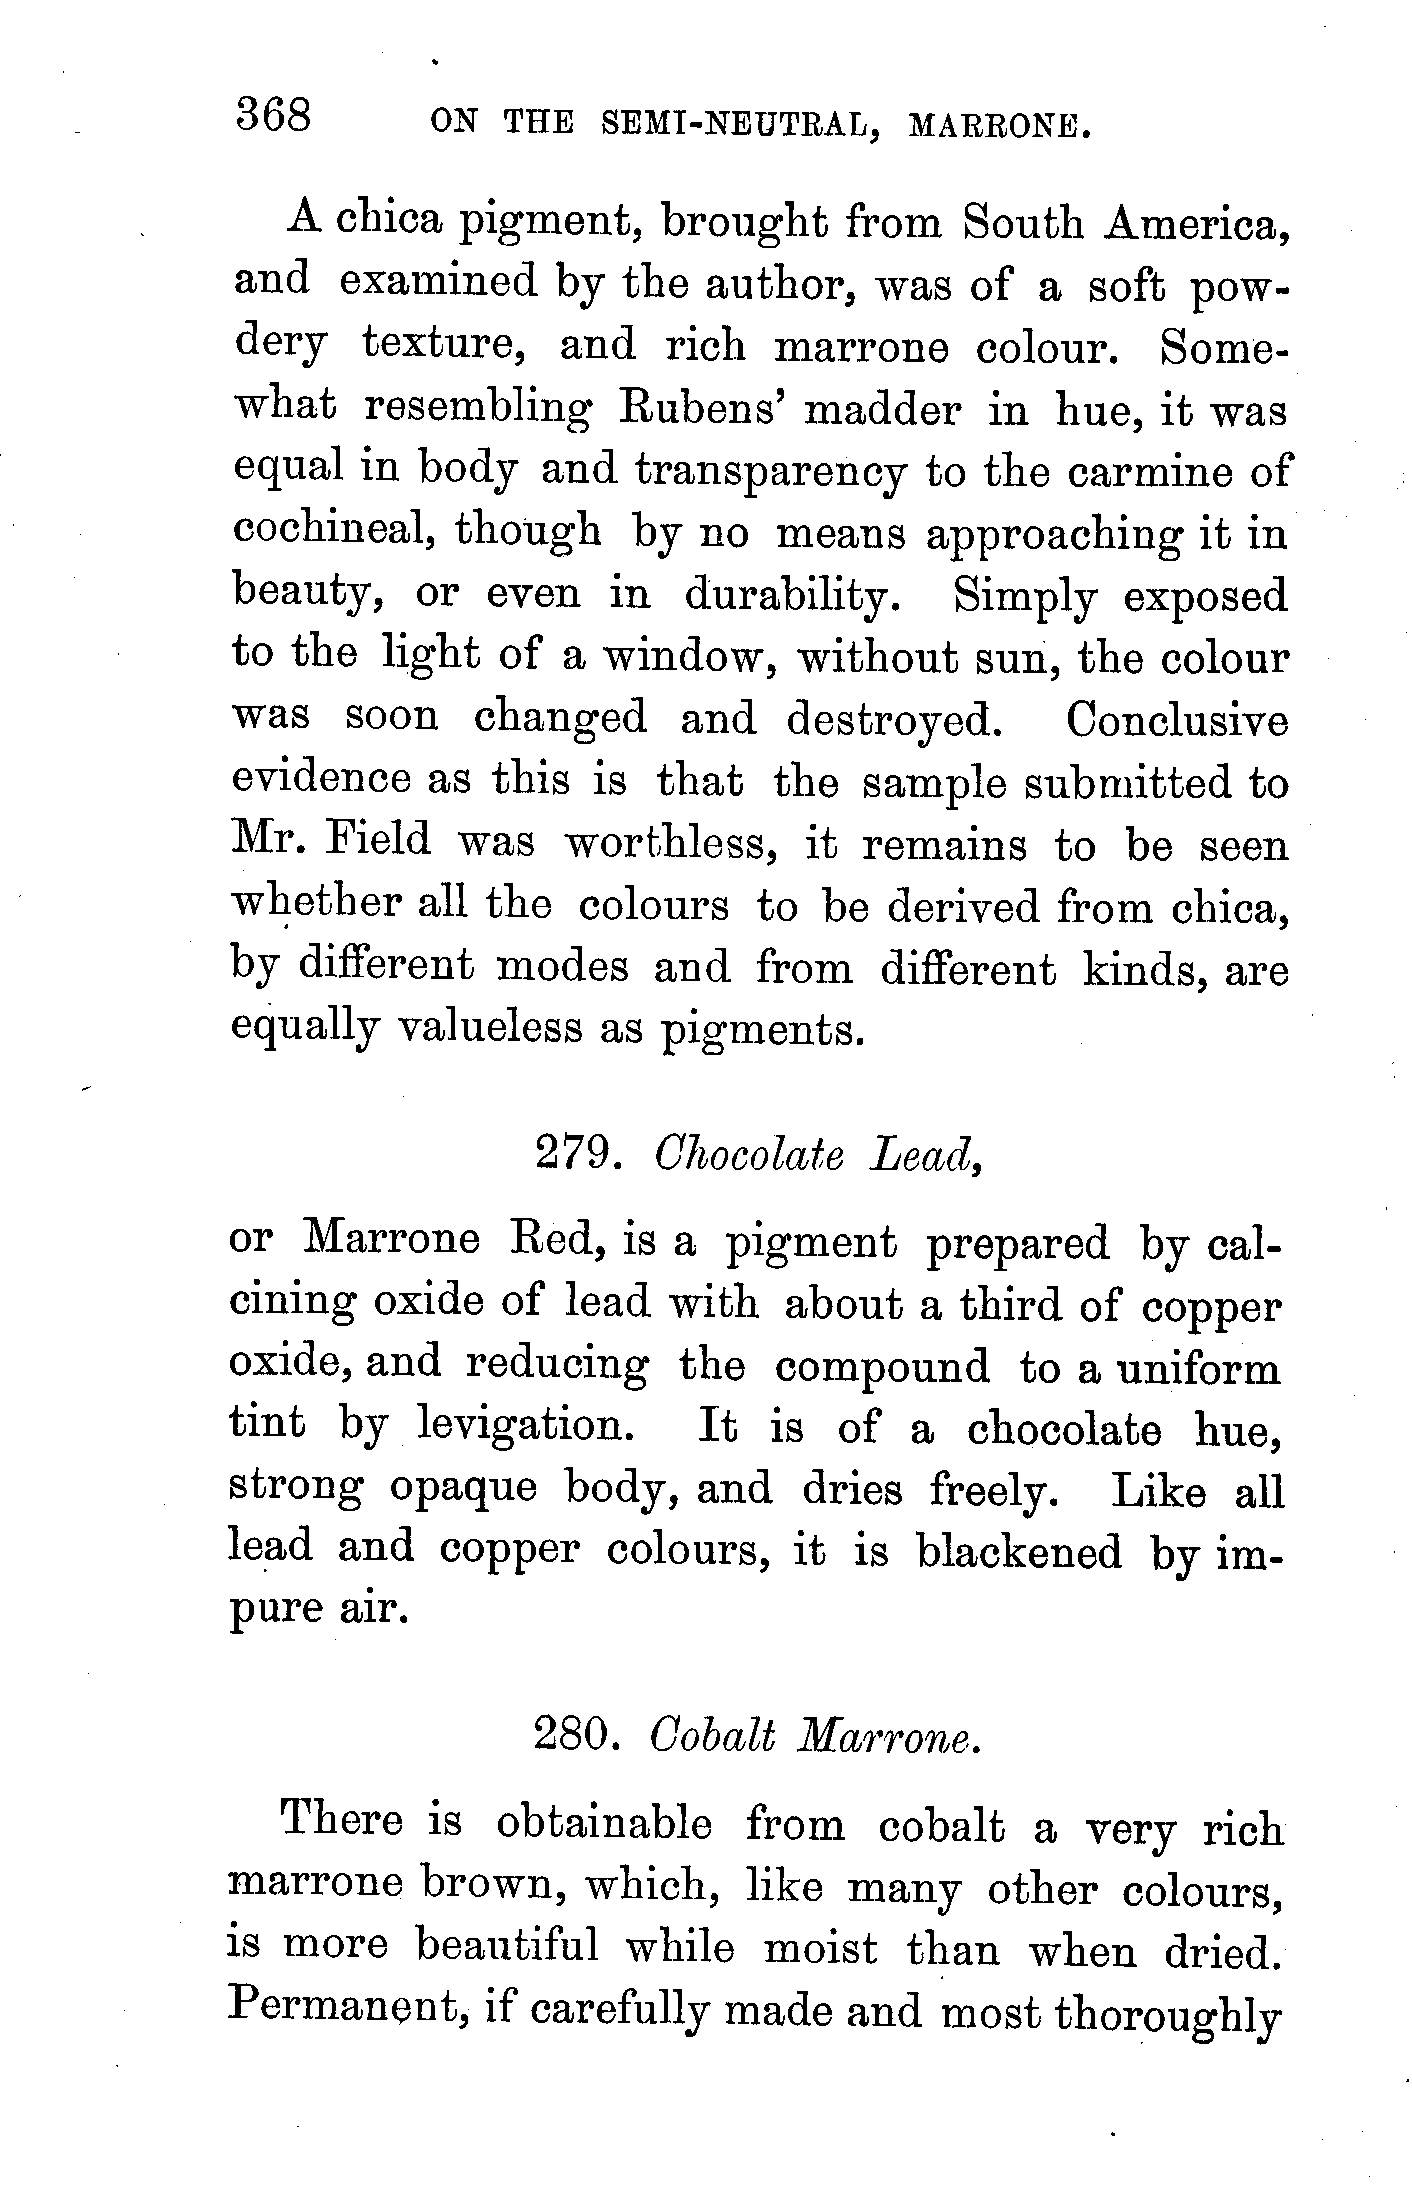 368 ON THE SEMI-NEUTRAL, MARRONE.
A chica pigment, brought from South America,
and examined by the author, was of a soft pow-
dery texture, and rich marrone colour. Some-
what resembling Rubens' madder in hue, it was
equal in body and transparency to the carmine of
cochineal, though by no means approaching it in
beauty, or even in durability. Simply exposed
to the light of a window, without sun, the colour
was soon changed and destroyed. Conclusive
evidence as this is that the sample submitted to
Mr. Field was worthless, it remains to be seen
whether all the colours to be derived from chica,
by different modes and from different kinds, are
equally valueless as pigments.
279. Chocolate Lead,
or Marrone Red, is a pigment prepared by cal-
cining oxide of lead with about a third of copper
oxide, and reducing the compound to a uniform
tint by levigation. It is of a chocolate hue,
strong opaque body, and dries freely. Like all
lead and copper colours, it is blackened by im-
pure air.
280. Cobalt Marrone.
There is obtainable from cobalt a very rich
marrone brown, which, like many other colours,
is more beautiful while moist than when dried.
Permanent, if carefully made and most thoroughly